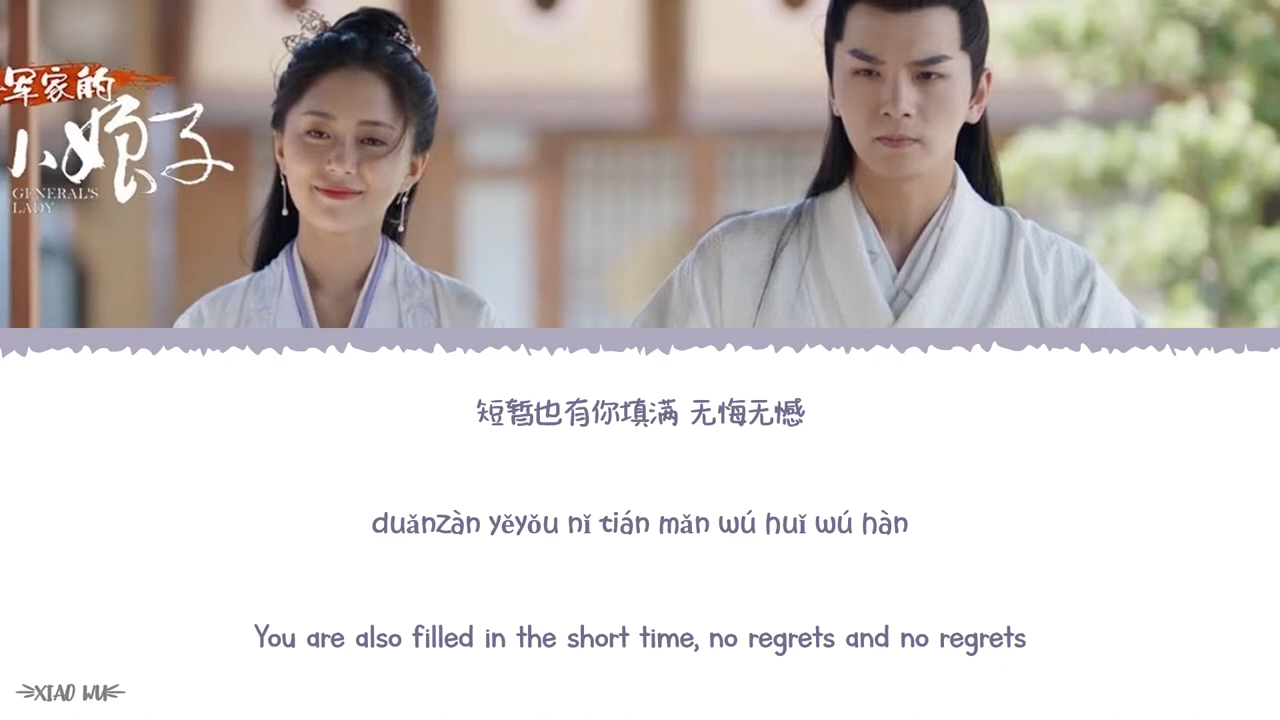 军家的
小娘子
GENERAL'S
LADY
短暂也有你填满 无悔无憾
duǎnzàn yěyǒu nǐ tián mǎn wú huǐ wú hàn
You are also filled in the short time, no regrets and no regrets
XIAO WU